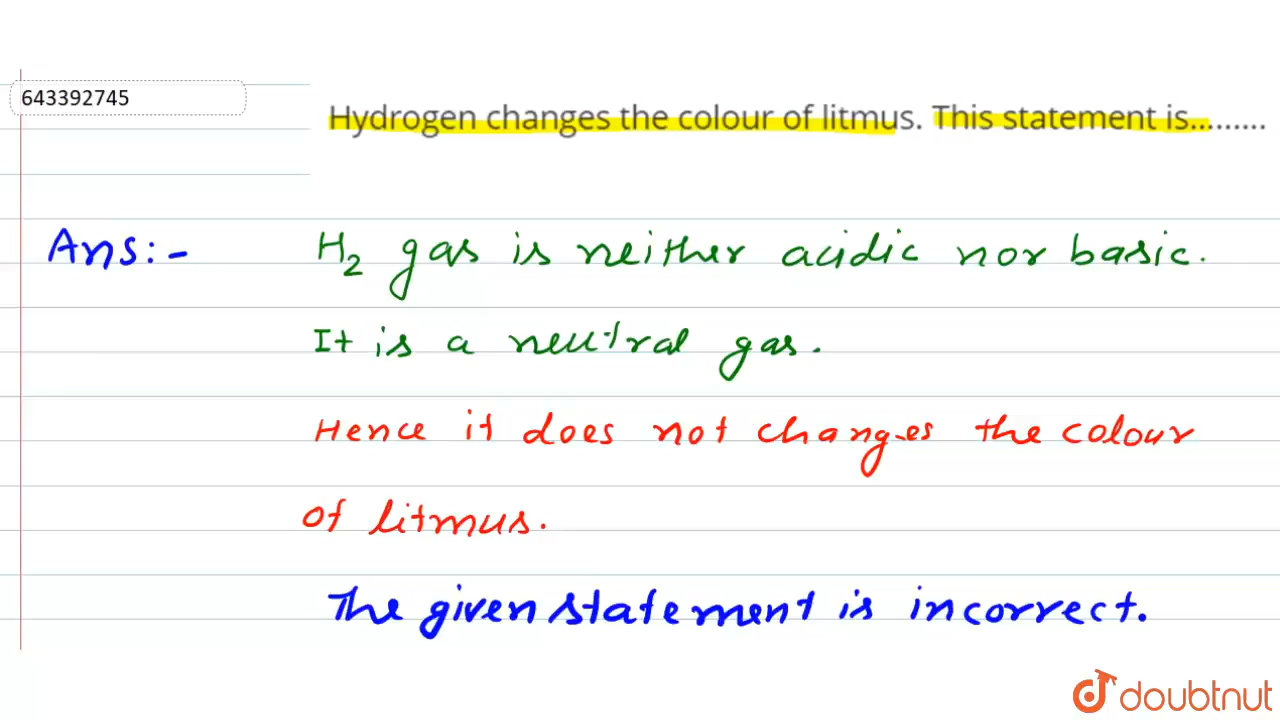 643392745
Hydrogen changes the colour of litmus. This statement is.........
Ans:- H2 gas is neither acidic nor basic.
It is a neutral gas.
Hence it does not changes the colour
of litmus.
The given statement is incorrect.
doubtnut